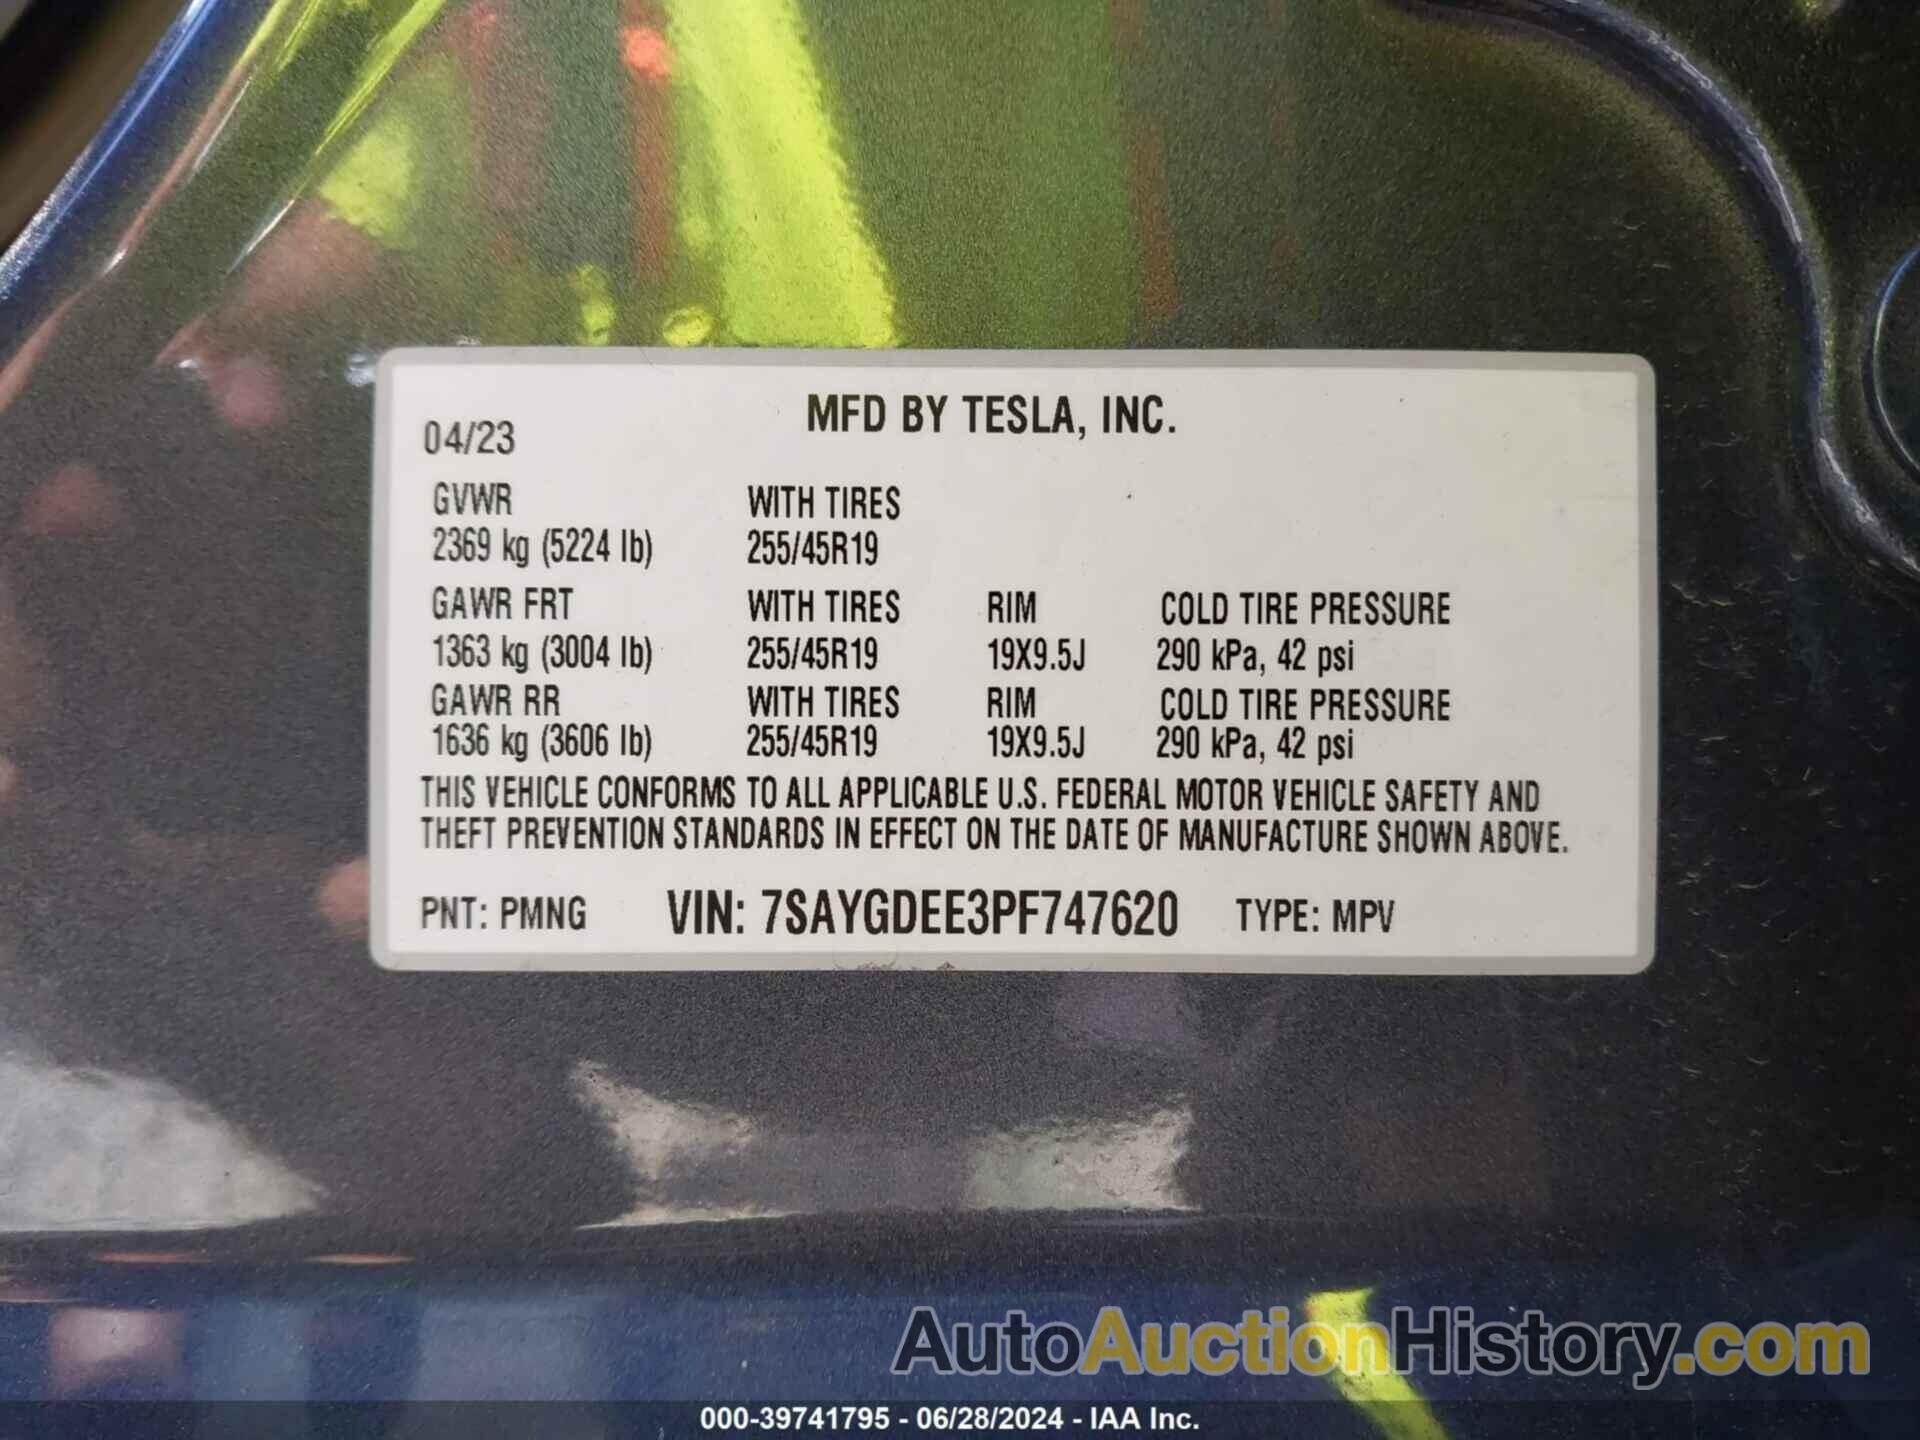 MFD BY TESLA, INC.
04/23
GVWR WITH TIRES
2369 kg (5224 lb) 255/45R19
GAWR FRT WITH TIRES RIM COLD TIRE PRESSURE
1363 kg (3004 lb) 255/45R19 19X9.5J 290 kPa, 42 psi
GAWR RR WITH TIRES RIM COLD TIRE PRESSURE
1636 kg (3606 lb) 255/45R19 19X9.5J 290 kPa, 42 psi
THIS VEHICLE CONFORMS TO ALL APPLICABLE U.S. FEDERAL MOTOR VEHICLE SAFETY AND
THEFT PREVENTION STANDARDS IN EFFECT ON THE DATE OF MANUFACTURE SHOWN ABOVE.
PNT: PMNG VIN: 7SAYGDEE3PF747620 TYPE: MPV
AutoAuctionHistory.com
000-39741795 - 06/28/2024 - IAA Inc.